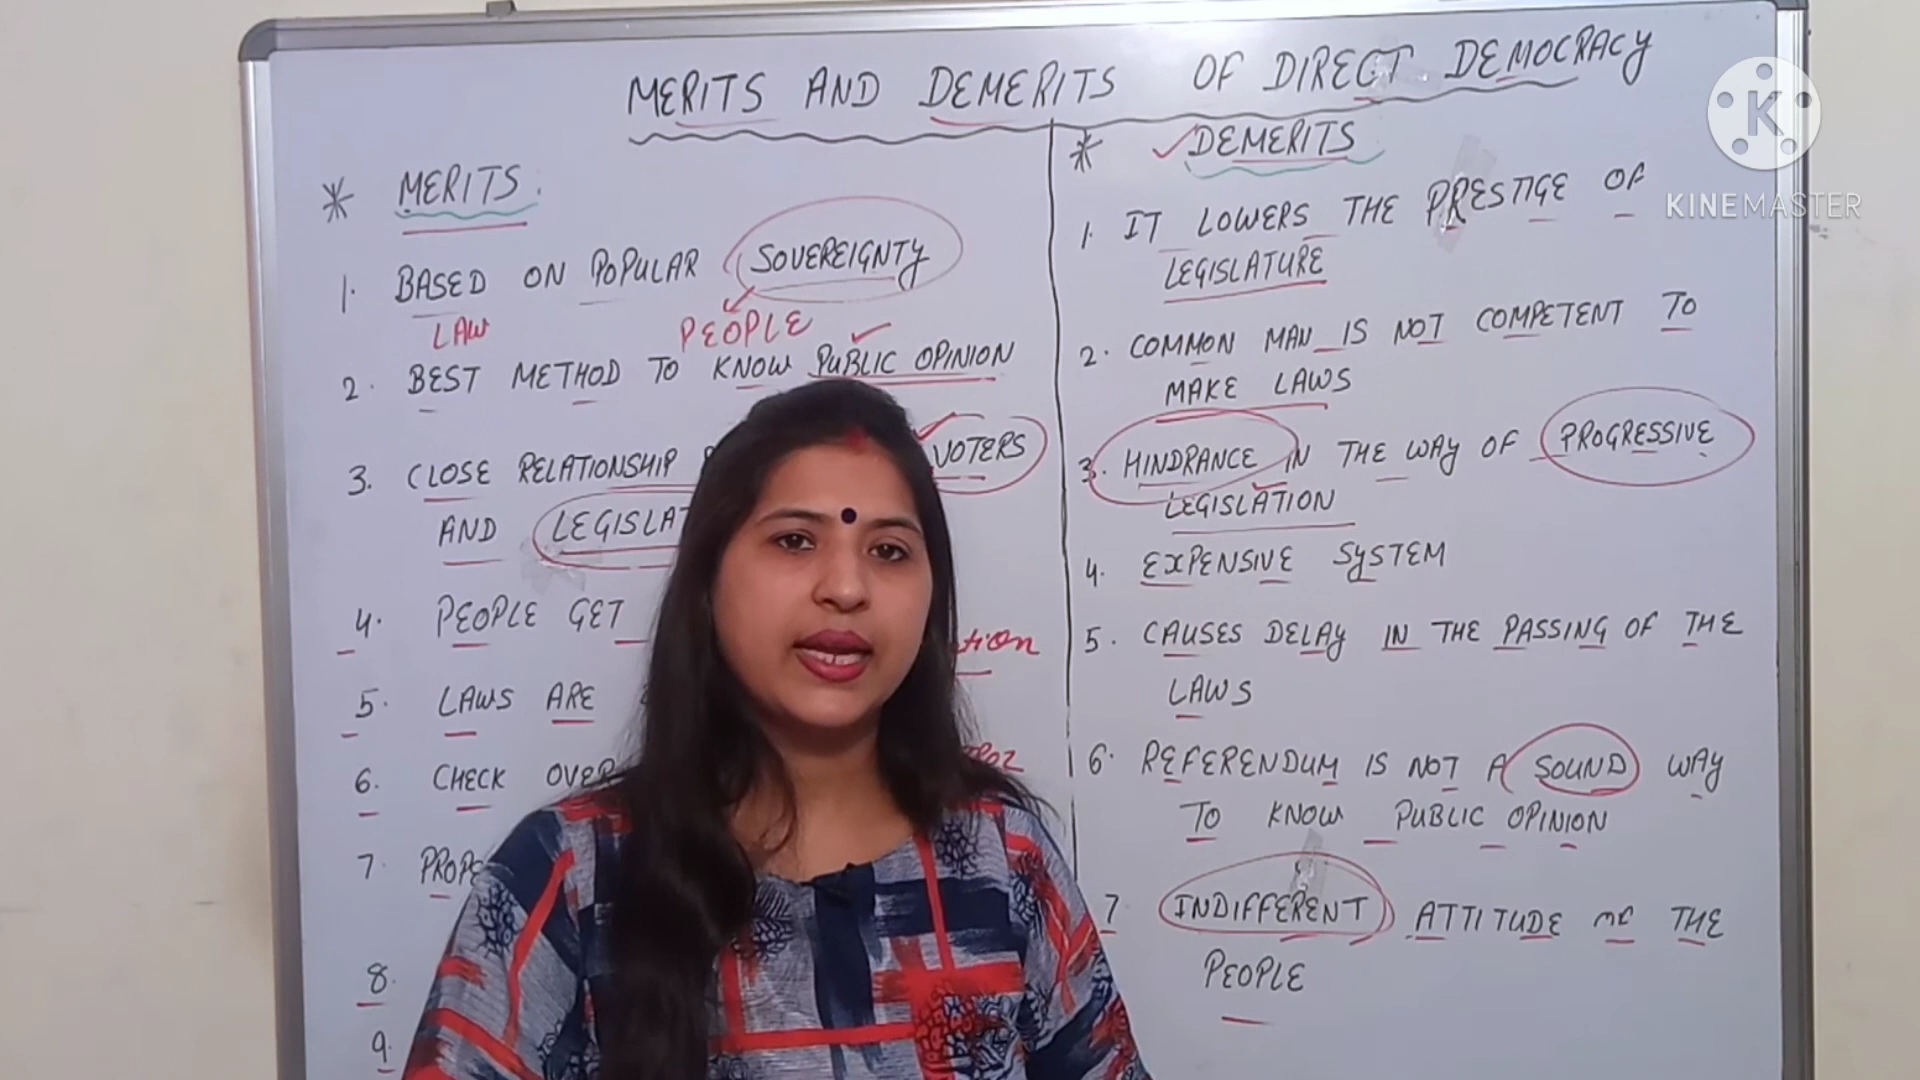 MERITS AND DEMERITS OF DIRECT DEMOCRACY
* MERITS.
1. BASED ON POPULAR SOVEREIGNTY
LAW PEOPLE
2. BEST METHOD TO KNOW PUBLIC OPINION
3. CLOSE RELATIONSHIP VOTERS
AND
4. PEOPLE GET
5. LAWS ARE
6. CHECK OVER
7.
8.
9.
* DEMERITS
1. IT LOWERS THE PRESTIGE OF
LEGISLATURE
2. COMMON MAN IS NOT COMPETENT TO
MAKE LAWS
3. HINDRANCE IN THE WAY OF PROGRESSIVE
LEGISLATION
4. EXPENSIVE SYSTEM
5. CAUSES DELAY IN THE PASSING OF THE
LAWS
6. REFERENDUM IS NOT A SOUND WAY
TO KNOW PUBLIC OPINION
7 INDIFFERENT ATTITUDE OF THE
PEOPLE
K
KINEMASTER